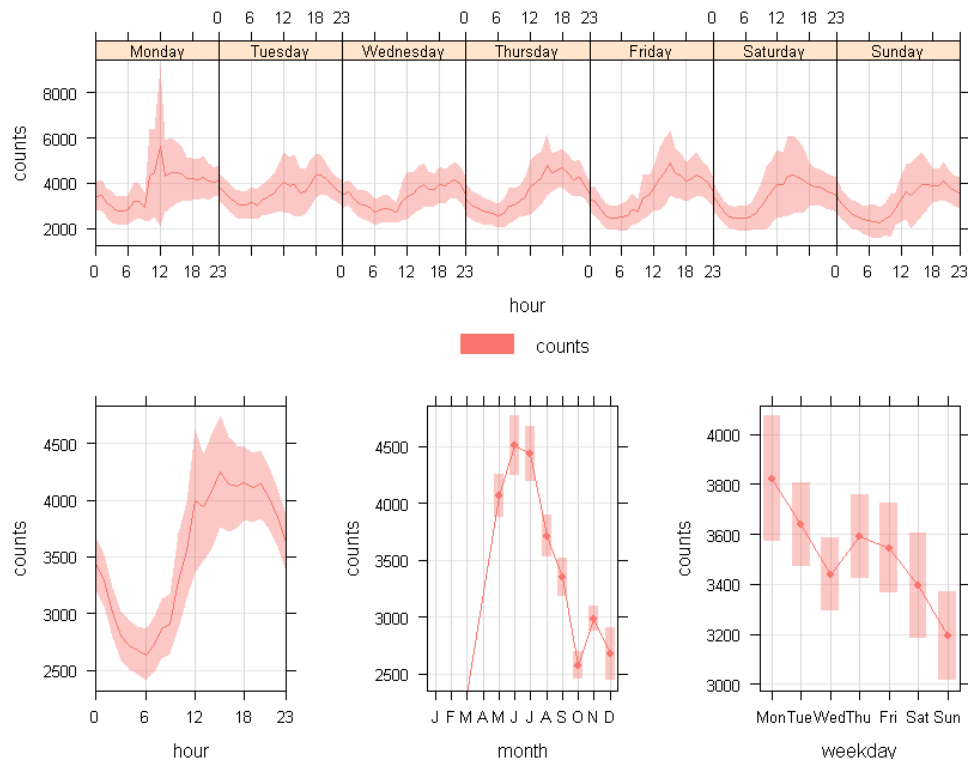 0 6 12 18 23 0 6 12 18 23 0 6 12 18 23
Monday Tuesday Wednesday Thursday Friday Saturday Sunday
8000
6000
4000
2000
counts
0 6 12 18 23 0 6 12 18 23 0 6 12 18 23 0 6 12 18 23
hour
counts
4500
4000
3500
3000
2500
counts
0 6 12 18 23
hour
4500
4000
3500
3000
2500
counts
J F M A M J J A S O N D
month
4000
3800
3600
3400
3200
3000
counts
Mon Tue Wed Thu Fri Sat Sun
weekday